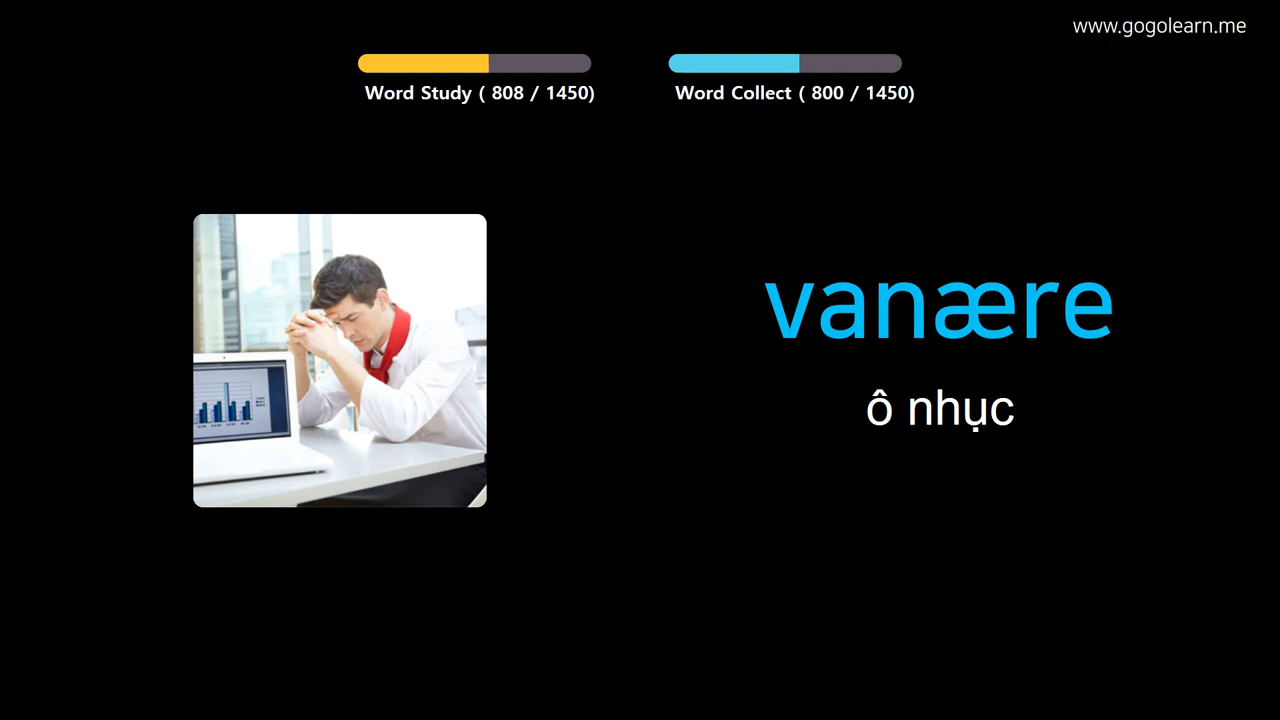 www.gogolearn.me
Word Study ( 808 / 1450)
Word Collect ( 800 / 1450)
vanære
ô nhục